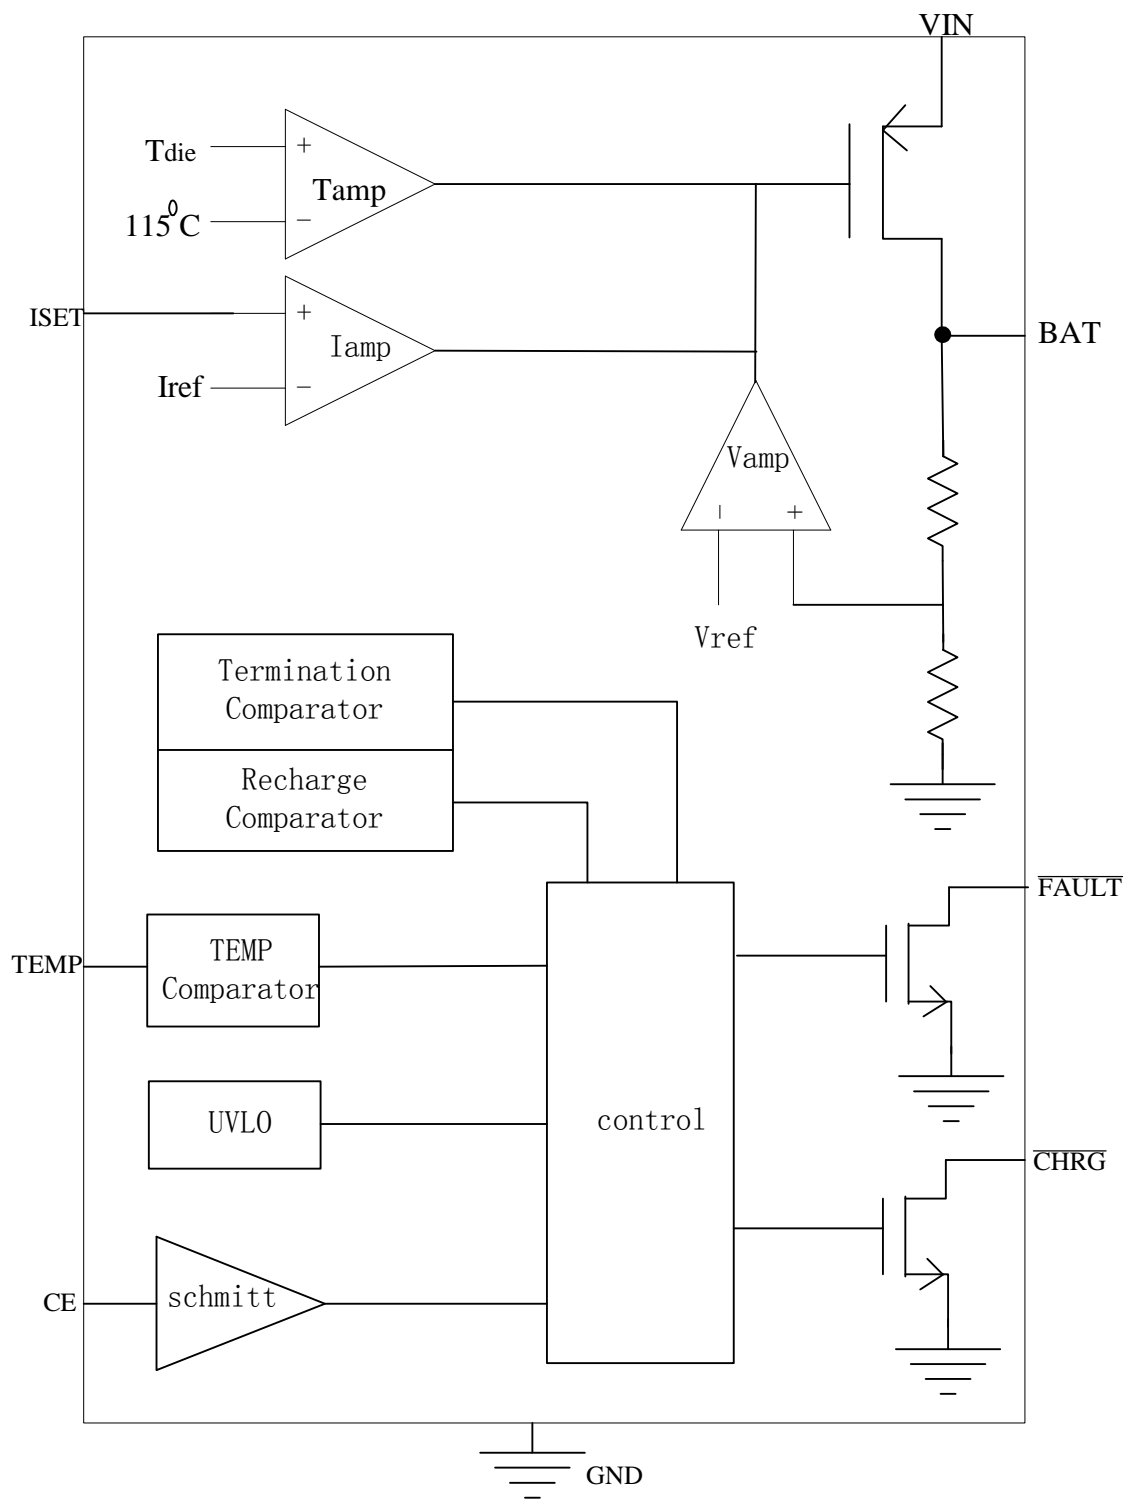 VIN
Tdie
+
Tamp
115⁰C
−
ISET
+
Iamp
Iref
−
BAT
Vamp
− +
Vref
Termination
Comparator
Recharge
Comparator
FAULT
TEMP
TEMP
Comparator
UVLO
control
CHRG
CE
schmitt
GND